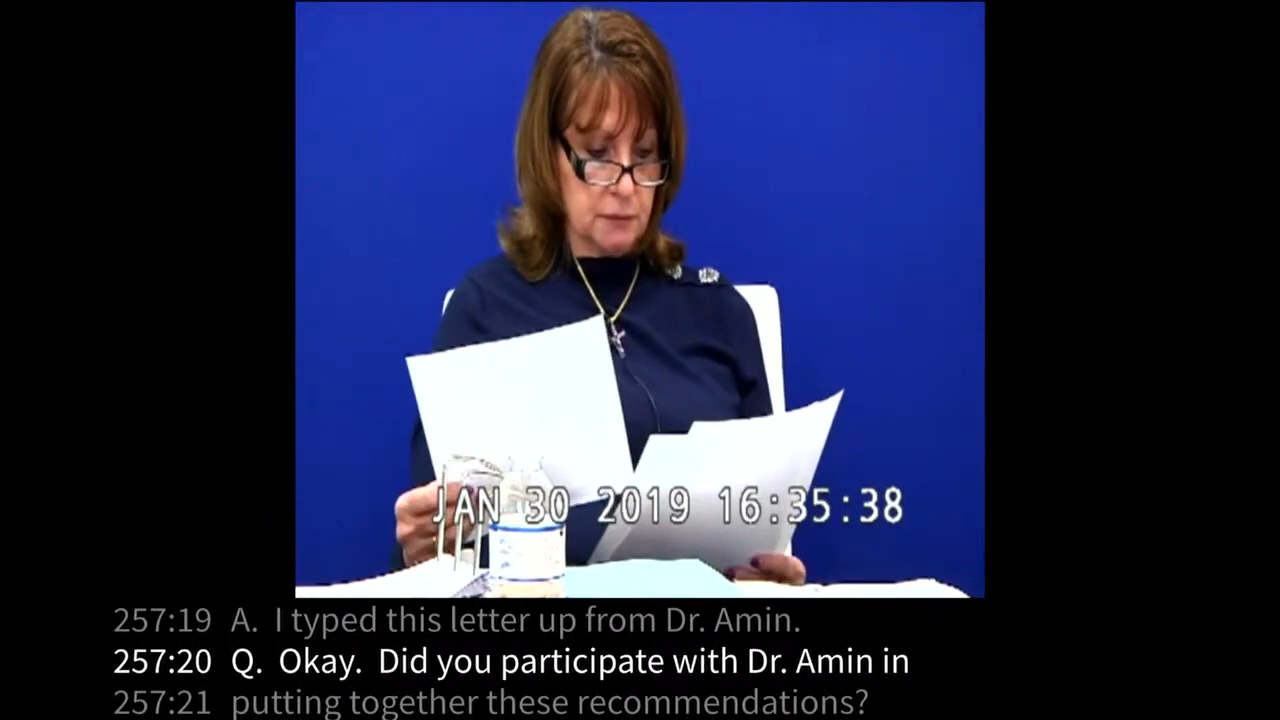 JAN 30 2019 16:35:38
257:19 A. I typed this letter up from Dr. Amin.
257:20 Q. Okay. Did you participate with Dr. Amin in
257:21 putting together these recommendations?